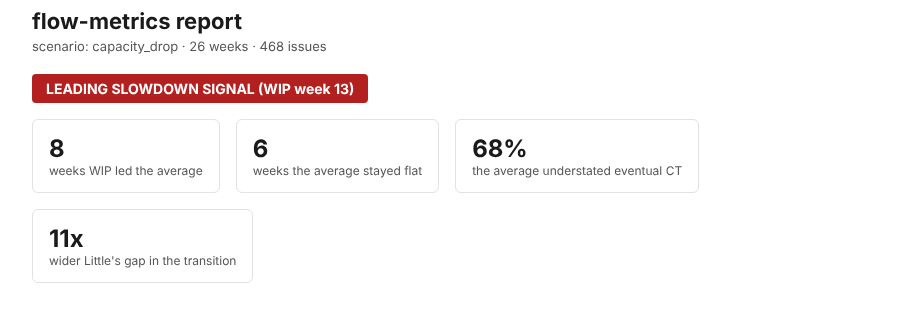 flow-metrics report
scenario: capacity_drop · 26 weeks · 468 issues
LEADING SLOWDOWN SIGNAL (WIP week 13)
8
weeks WIP led the average
6
weeks the average stayed flat
68%
the average understated eventual CT
11x
wider Little's gap in the transition